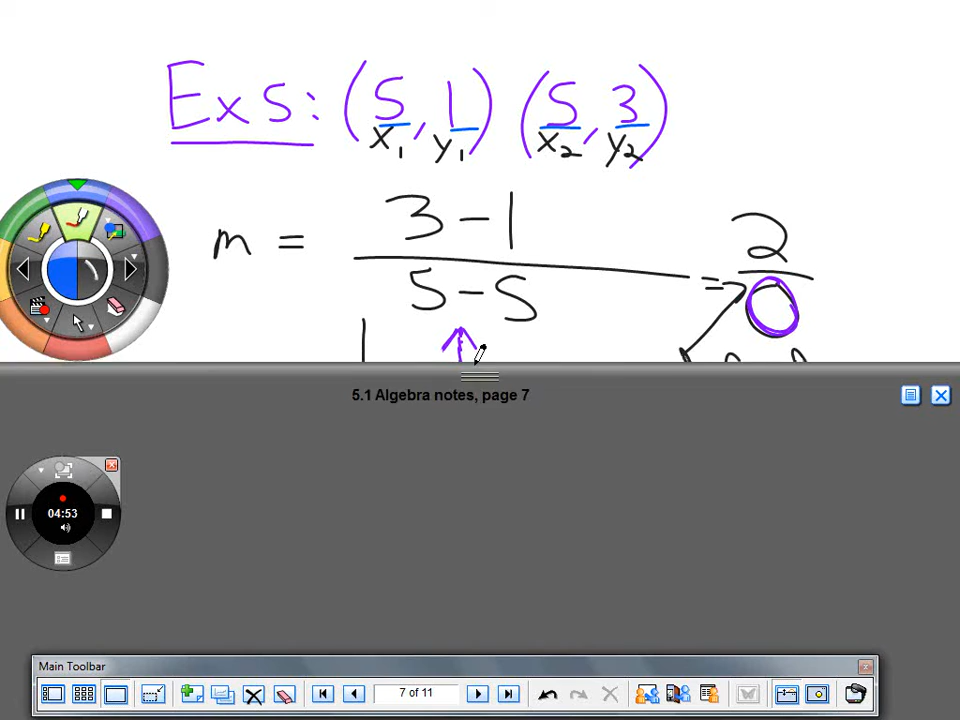 Ex 5: (5, 1) (5, 3)
x₁ y₁ x₂ y₂
m = 3 - 1 / 5 - 5 = 2 / 0
5.1 Algebra notes, page 7
04:53
Main Toolbar
7 of 11